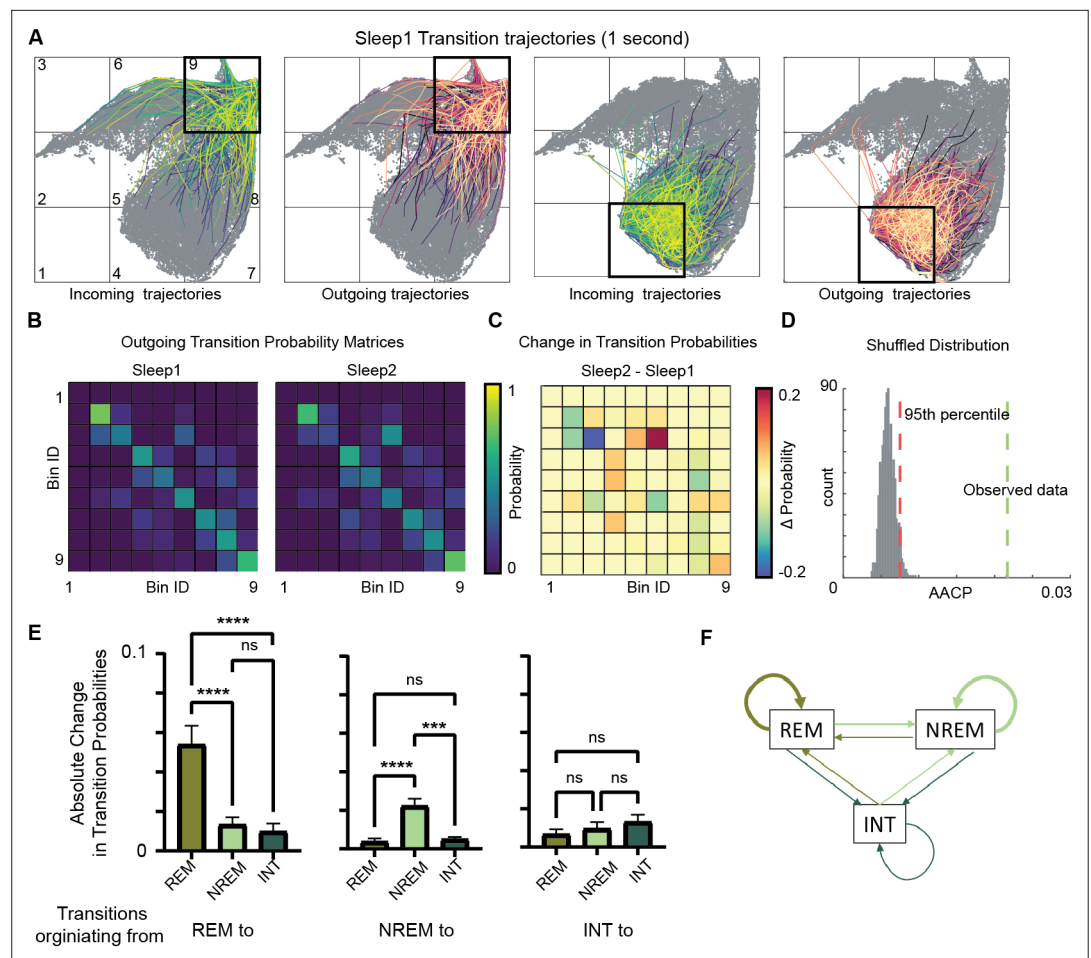 A
Sleep1 Transition trajectories (1 second)
3 6 9
2 5 8
1 4 7
Incoming trajectories Outgoing trajectories Incoming trajectories Outgoing trajectories
B C D
Outgoing Transition Probability Matrices Change in Transition Probabilities Shuffled Distribution
Sleep1 Sleep2 Sleep2 - Sleep1
1
Bin ID
9
1 Bin ID 9 1 Bin ID 9
1
Probability
0
1 Bin ID 9
0.2
Δ Probability
-0.2
90
count
0
95th percentile
Observed data
AACP 0.03
E
Absolute Change
in Transition Probabilities
0.1
0
****
ns
****
REM NREM INT
ns
***
****
REM NREM INT
ns
ns ns
REM NREM INT
Transitions
orginiating from REM to NREM to INT to
F
REM NREM
INT